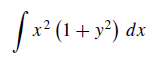 ∫ x² (1 + y²) dx